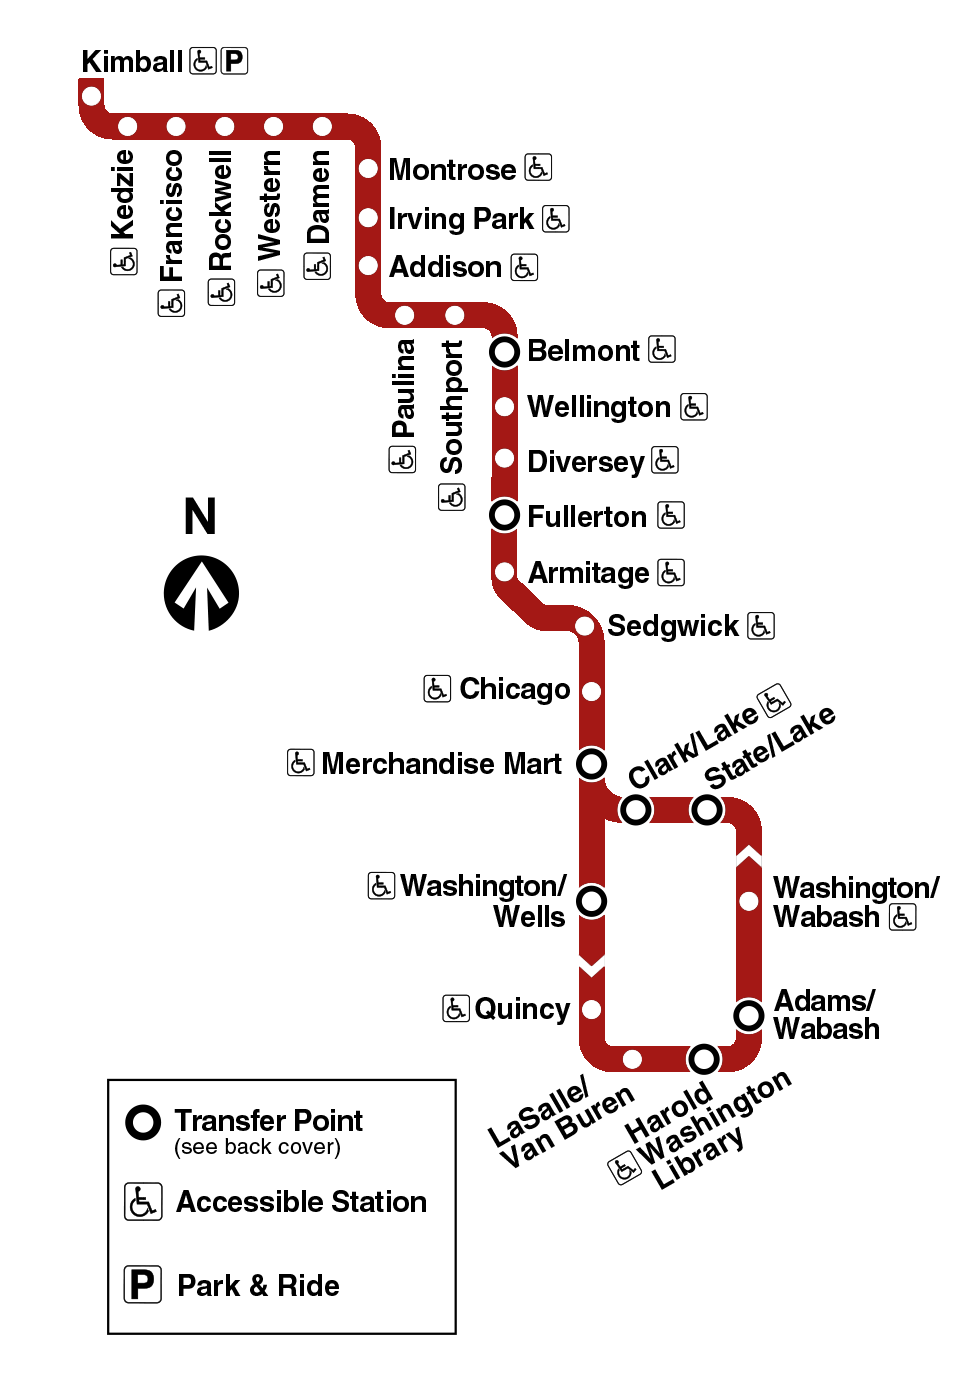 Kimball P
Kedzie
Francisco
Rockwell
Western
Damen
Montrose
Irving Park
Addison
Paulina
Southport
Belmont
Wellington
Diversey
Fullerton
Armitage
Sedgwick
N
Chicago
Merchandise Mart
Clark/Lake
State/Lake
Washington/
Wells
Washington/
Wabash
Quincy
Adams/
Wabash
LaSalle/
Van Buren
Harold
Washington
Library
Transfer Point
(see back cover)
Accessible Station
P Park & Ride